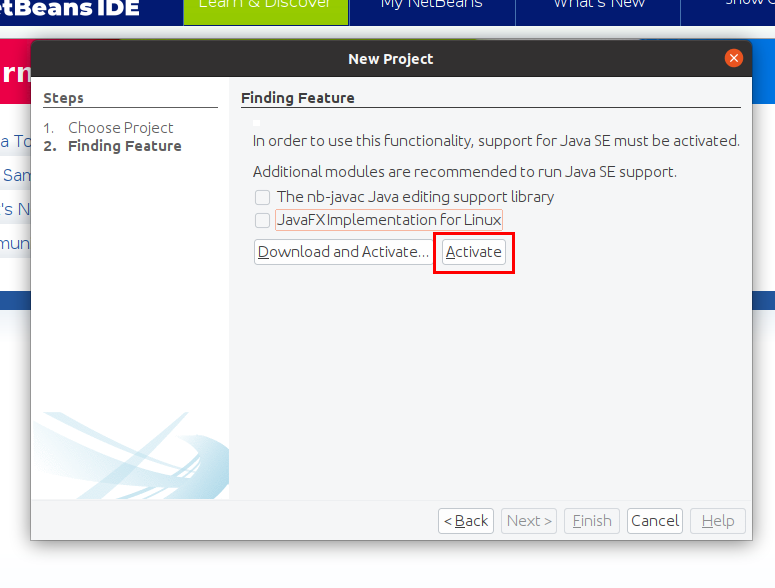 etBeans IDE
Learn & Discover
My NetBeans
What's New
Show
New Project
rn
Steps
1. Choose Project
2. Finding Feature
a To
Sam
's N
mun
Finding Feature
In order to use this functionality, support for Java SE must be activated.
Additional modules are recommended to run Java SE support.
The nb-javac Java editing support library
JavaFX Implementation for Linux
Download and Activate...
Activate
< Back
Next >
Finish
Cancel
Help